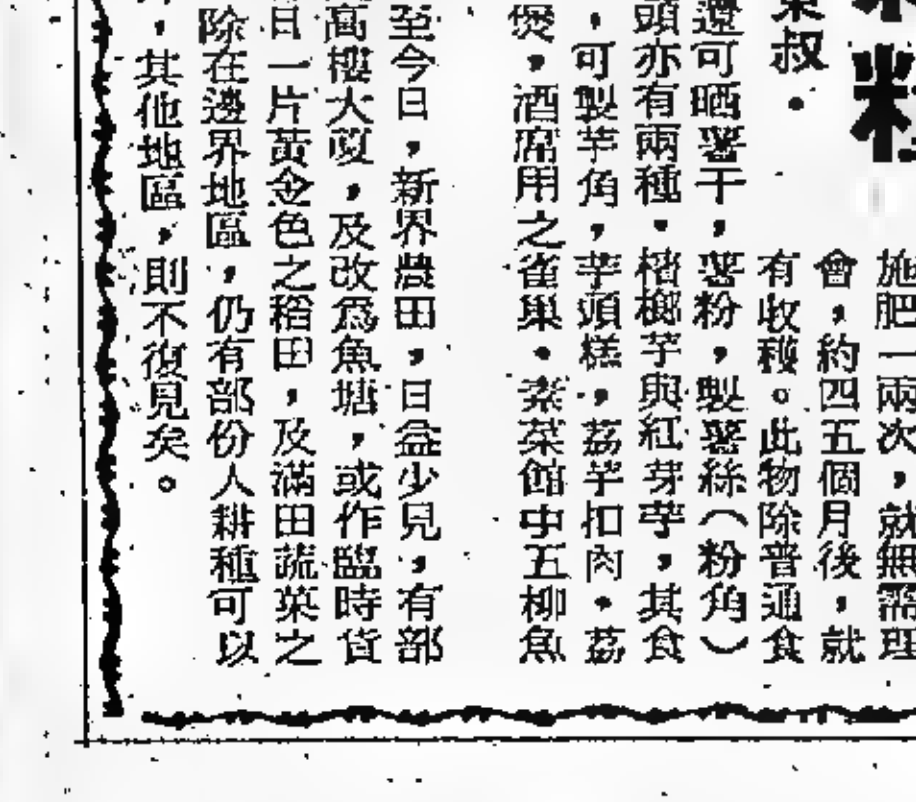 粽
東叔．
施肥一兩次，就無需理
會，約四五個月後，就
有收穫。此物除普通食
還可晒薯干，薯粉，製薯絲（粉角）
頭亦有兩種．檳榔芋與紅芽芋，其食
，可製芋角，芋頭糕，荔芋扣肉．荔
煲，酒席用之雀巢．素菜館中五柳魚
至今日，新界農田，日益少見，有部
高樓大厦，及改爲魚塘，或作臨時貨
日一片黃金色之稻田，及滿田蔬菜之
除在邊界地區，仍有部份人耕種可以
，其他地區，則不復見矣。